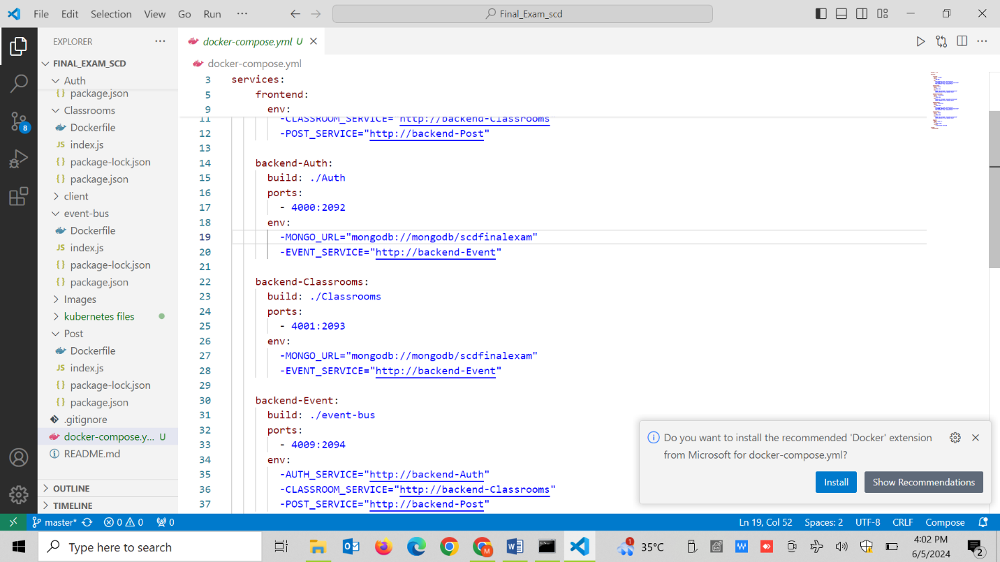 File Edit Selection View Go Run ··· Final_Exam_scd
EXPLORER ···
FINAL_EXAM_SCD
Auth
{} package.json
Classrooms
Dockerfile
JS index.js
{} package-lock.json
{} package.json
client
event-bus
Dockerfile
JS index.js
{} package-lock.json
{} package.json
Images
kubernetes files
Post
Dockerfile
JS index.js
{} package-lock.json
{} package.json
.gitignore
docker-compose.y... U
README.md
OUTLINE
TIMELINE
8
docker-compose.yml U
docker-compose.yml
3 services:
5 frontend:
9 env:
11 -CLASSROOM_SERVICE="http://backend-Classrooms
12 -POST_SERVICE="http://backend-Post"
13
14 backend-Auth:
15 build: ./Auth
16 ports:
17 - 4000:2092
18 env:
19 -MONGO_URL="mongodb://mongodb/scdfinalexam"
20 -EVENT_SERVICE="http://backend-Event"
21
22 backend-Classrooms:
23 build: ./Classrooms
24 ports:
25 - 4001:2093
26 env:
27 -MONGO_URL="mongodb://mongodb/scdfinalexam"
28 -EVENT_SERVICE="http://backend-Event"
29
30 backend-Event:
31 build: ./event-bus
32 ports:
33 - 4009:2094
34 env:
35 -AUTH_SERVICE="http://backend-Auth"
36 -CLASSROOM_SERVICE="http://backend-Classrooms"
37 -POST_SERVICE="http://backend-Post"
Do you want to install the recommended 'Docker' extension
from Microsoft for docker-compose.yml?
Install Show Recommendations
master* 0 0 0 Ln 19, Col 52 Spaces: 2 UTF-8 CRLF Compose
Type here to search M W 1 35°C 4:02 PM
6/5/2024 2